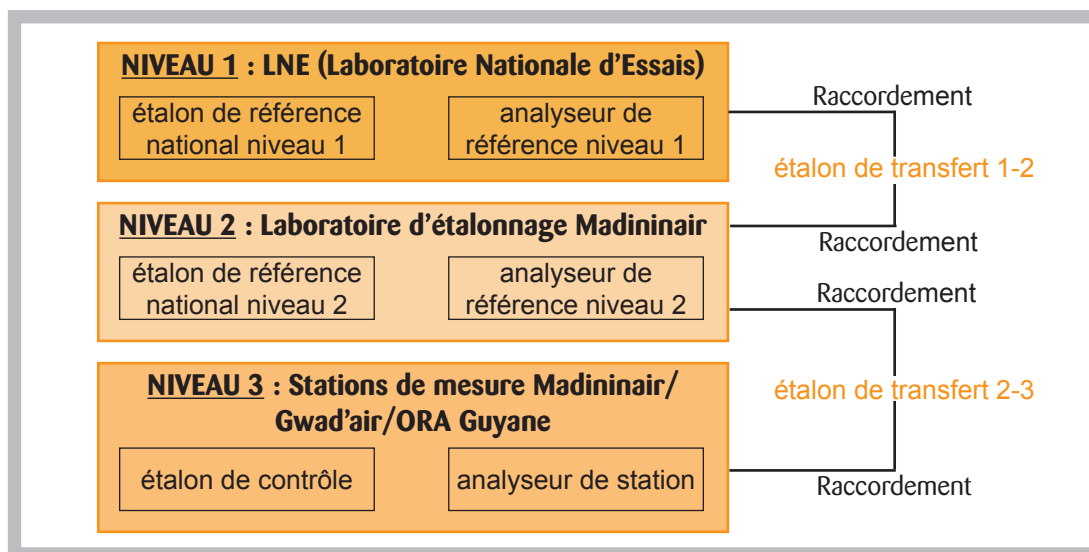 NIVEAU 1 : LNE (Laboratoire Nationale d’Essais)
étalon de référence
national niveau 1
analyseur de
référence niveau 1
Raccordement
étalon de transfert 1-2
Raccordement
NIVEAU 2 : Laboratoire d’étalonnage Madininair
étalon de référence
national niveau 2
analyseur de
référence niveau 2
Raccordement
étalon de transfert 2-3
Raccordement
NIVEAU 3 : Stations de mesure Madininair/
Gwad’air/ORA Guyane
étalon de contrôle
analyseur de station